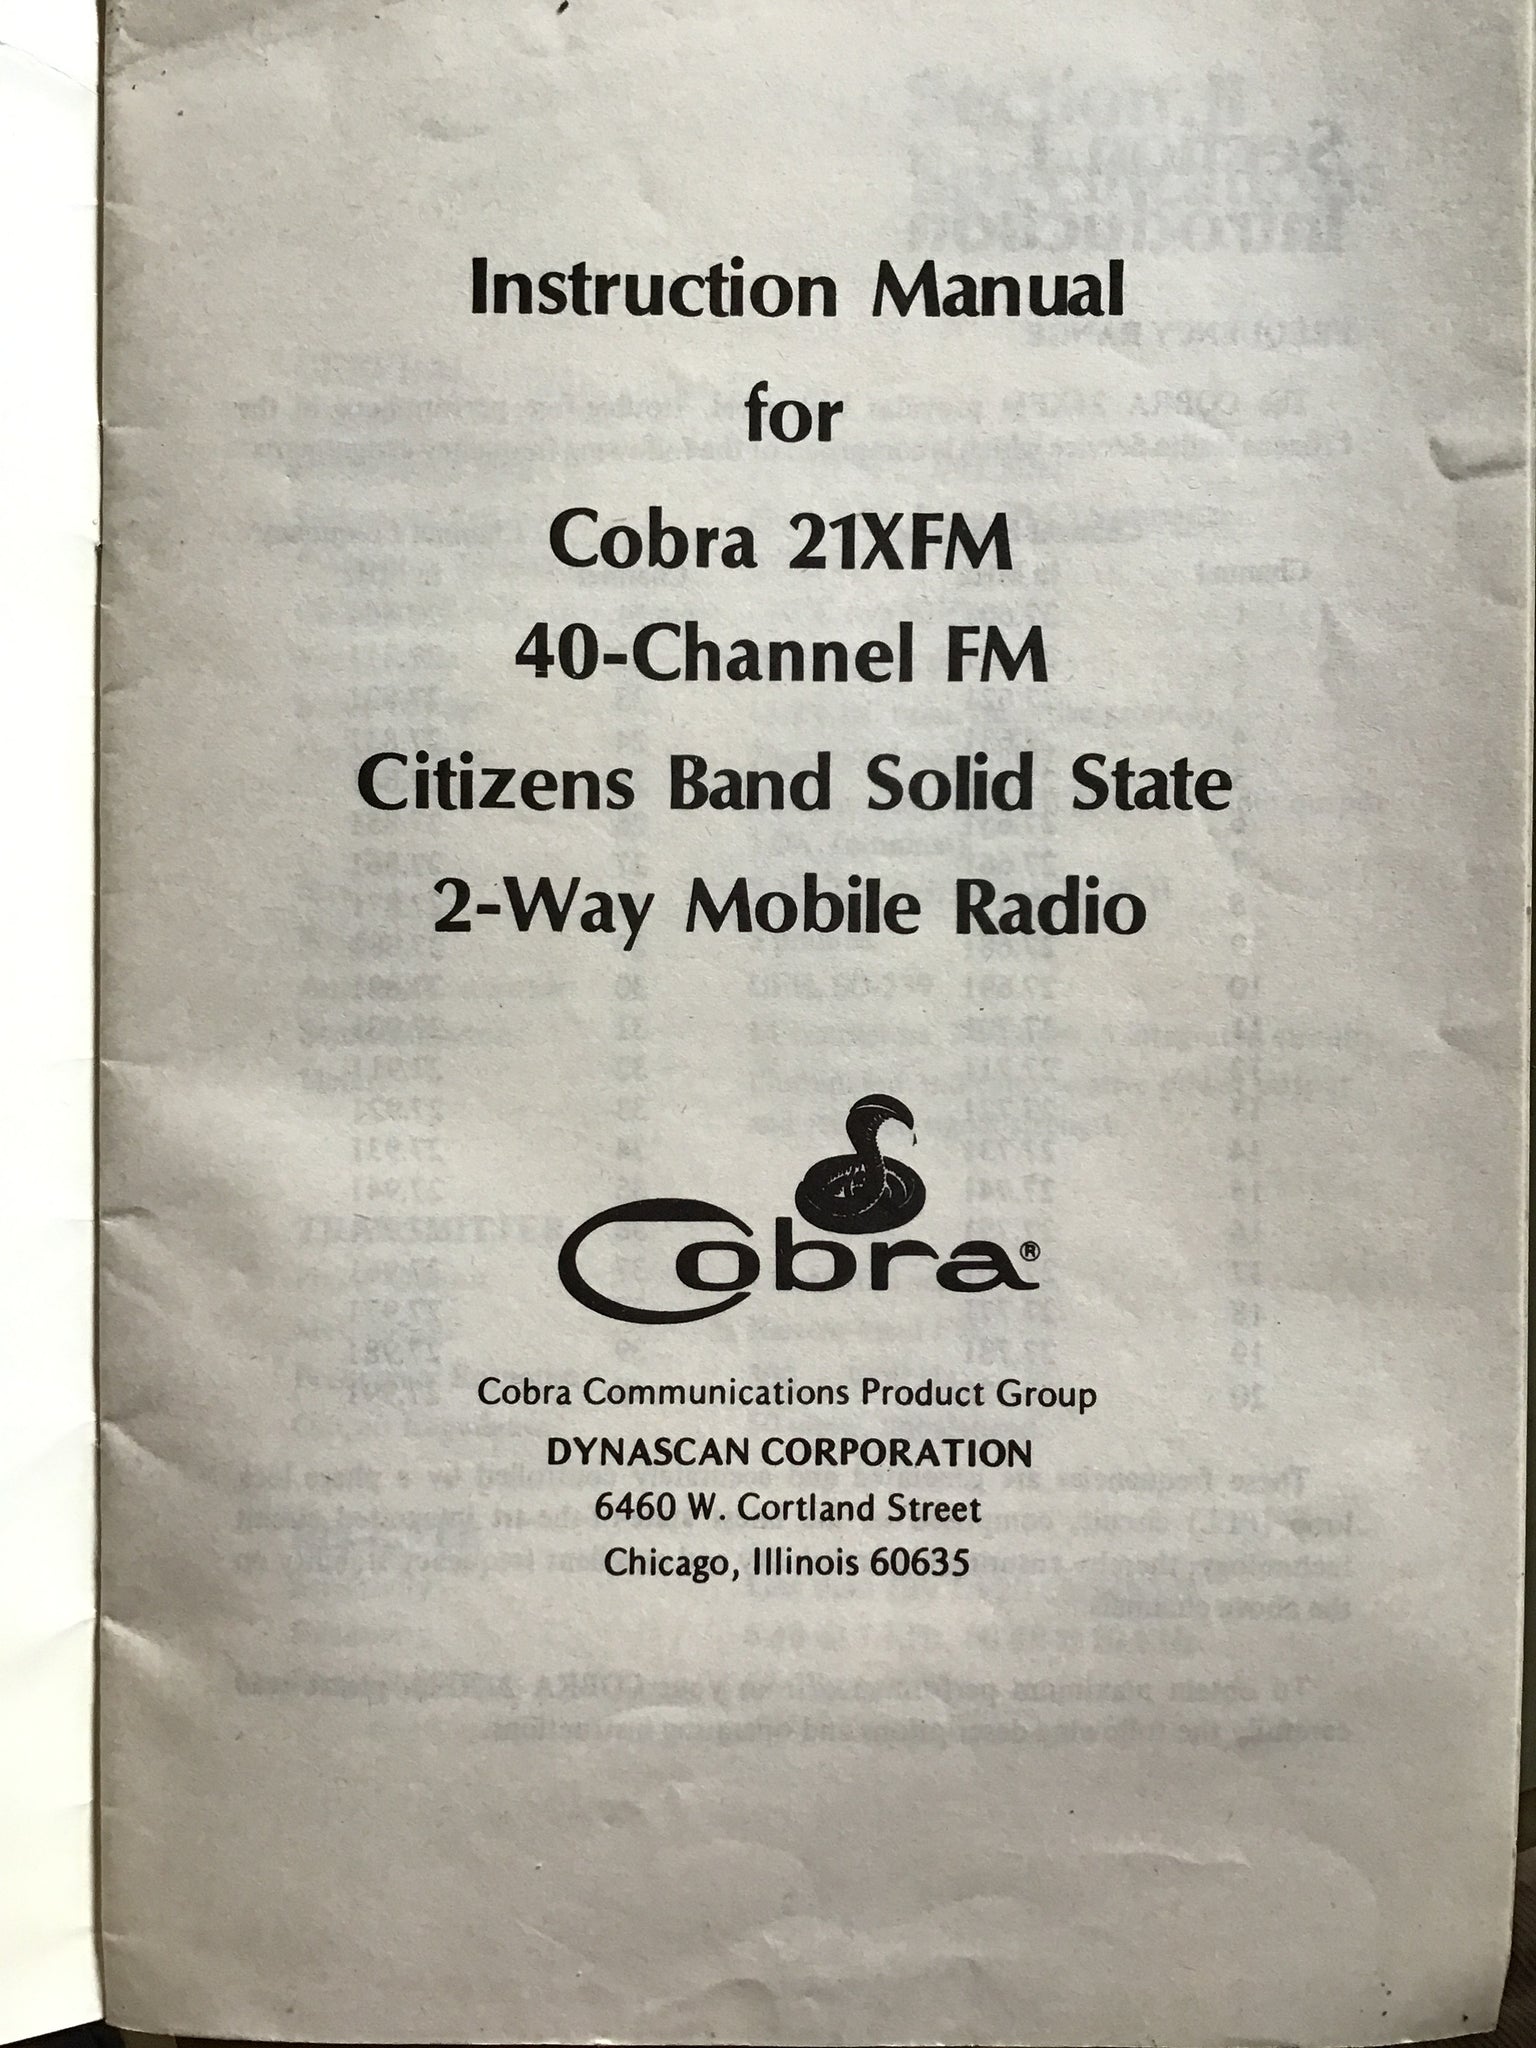 Instruction Manual
for
Cobra 21XFM
40-Channel FM
Citizens Band Solid State
2-Way Mobile Radio
Cobra®
Cobra Communications Product Group
DYNASCAN CORPORATION
6460 W. Cortland Street
Chicago, Illinois 60635